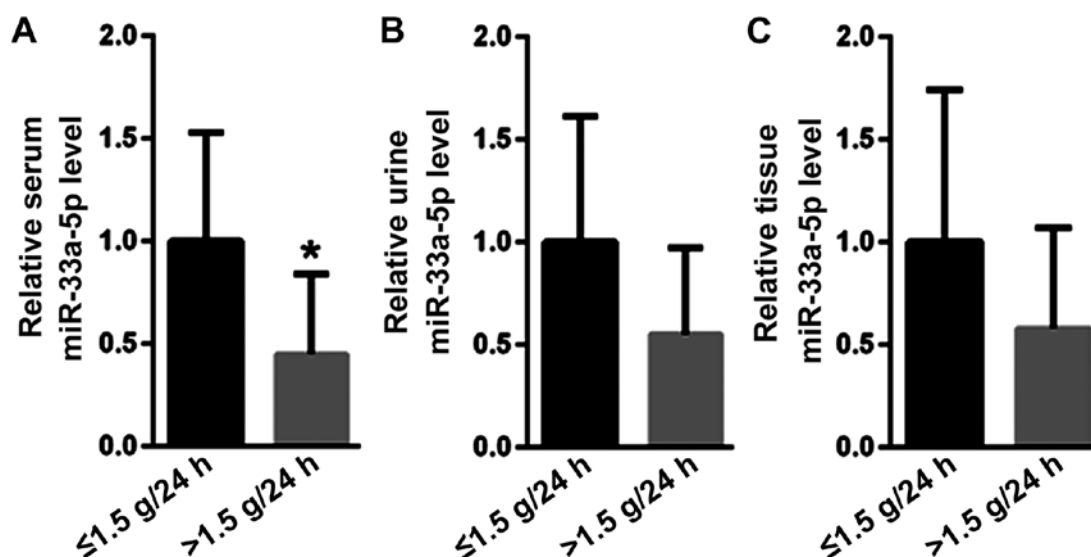 A
Relative serum
miR-33a-5p level
2.0
1.5
1.0
0.5
0.0
*
≤1.5 g/24 h
>1.5 g/24 h
B
Relative urine
miR-33a-5p level
2.0
1.5
1.0
0.5
0.0
≤1.5 g/24 h
>1.5 g/24 h
C
Relative tissue
miR-33a-5p level
2.0
1.5
1.0
0.5
0.0
≤1.5 g/24 h
>1.5 g/24 h